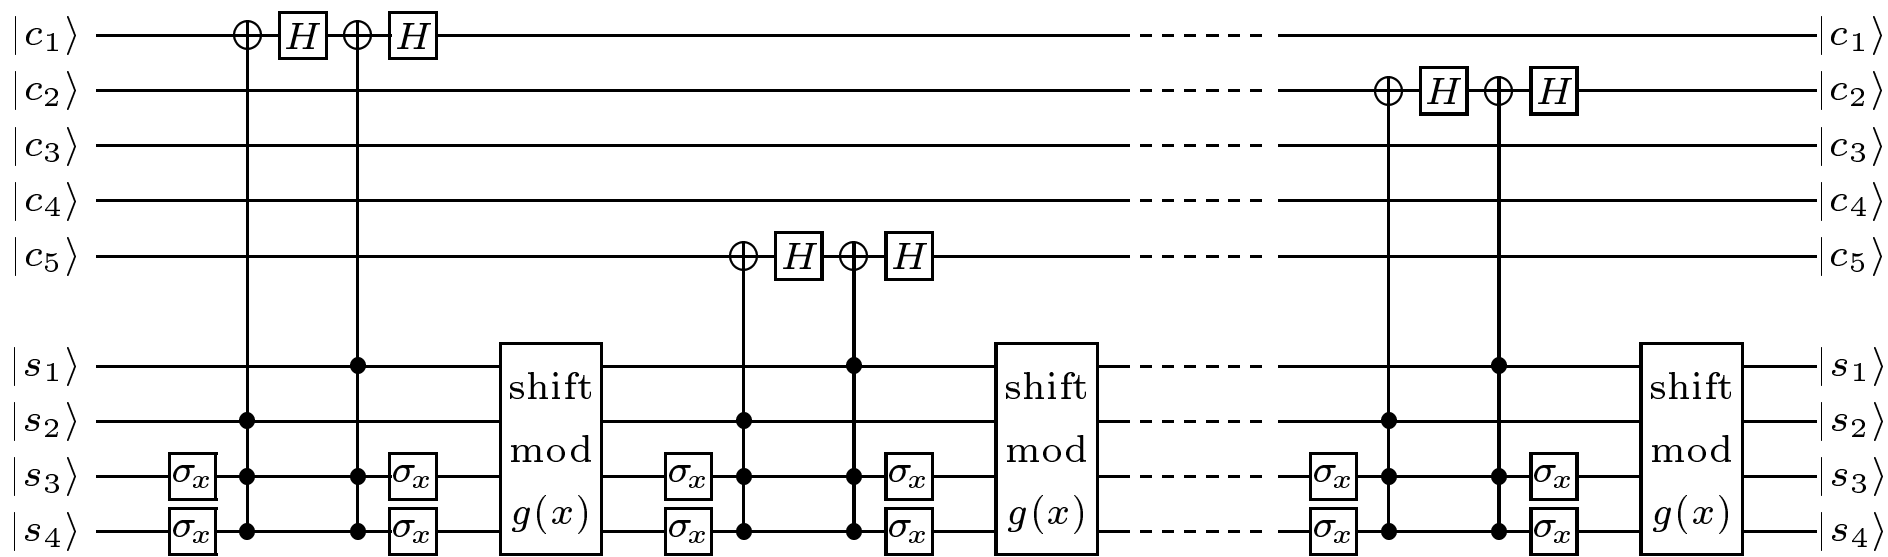 |c₁⟩ H H |c₁⟩
|c₂⟩ H H |c₂⟩
|c₃⟩ |c₃⟩
|c₄⟩ |c₄⟩
|c₅⟩ H H |c₅⟩
|s₁⟩ |s₁⟩
shift shift shift
|s₂⟩ |s₂⟩
mod mod mod
|s₃⟩ σₓ σₓ σₓ σₓ σₓ σₓ |s₃⟩
g(x) g(x) g(x)
|s₄⟩ σₓ σₓ σₓ σₓ σₓ σₓ |s₄⟩